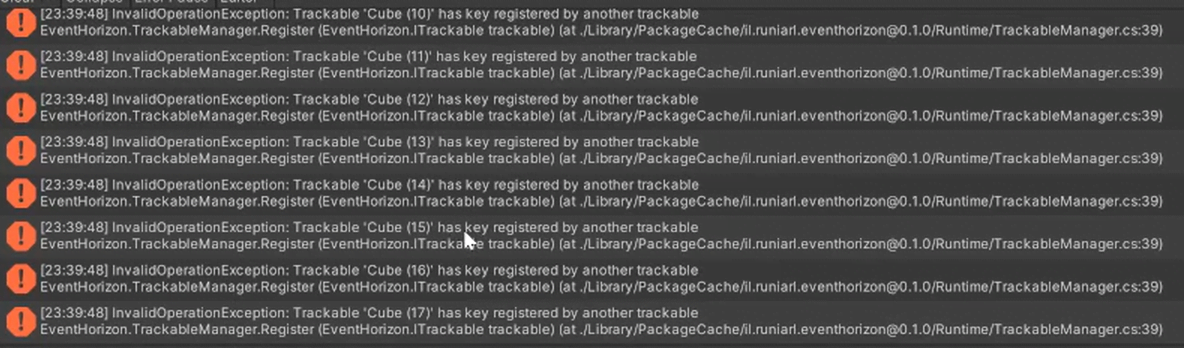 [23:39:48] InvalidOperationException: Trackable 'Cube (10)' has key registered by another trackable
EventHorizon.TrackableManager.Register (EventHorizon.ITrackable trackable) (at ./Library/PackageCache/il.runiarl.eventhorizon@0.1.0/Runtime/TrackableManager.cs:39)
[23:39:48] InvalidOperationException: Trackable 'Cube (11)' has key registered by another trackable
EventHorizon.TrackableManager.Register (EventHorizon.ITrackable trackable) (at ./Library/PackageCache/il.runiarl.eventhorizon@0.1.0/Runtime/TrackableManager.cs:39)
[23:39:48] InvalidOperationException: Trackable 'Cube (12)' has key registered by another trackable
EventHorizon.TrackableManager.Register (EventHorizon.ITrackable trackable) (at ./Library/PackageCache/il.runiarl.eventhorizon@0.1.0/Runtime/TrackableManager.cs:39)
[23:39:48] InvalidOperationException: Trackable 'Cube (13)' has key registered by another trackable
EventHorizon.TrackableManager.Register (EventHorizon.ITrackable trackable) (at ./Library/PackageCache/il.runiarl.eventhorizon@0.1.0/Runtime/TrackableManager.cs:39)
[23:39:48] InvalidOperationException: Trackable 'Cube (14)' has key registered by another trackable
EventHorizon.TrackableManager.Register (EventHorizon.ITrackable trackable) (at ./Library/PackageCache/il.runiarl.eventhorizon@0.1.0/Runtime/TrackableManager.cs:39)
[23:39:48] InvalidOperationException: Trackable 'Cube (15)' has key registered by another trackable
EventHorizon.TrackableManager.Register (EventHorizon.ITrackable trackable) (at ./Library/PackageCache/il.runiarl.eventhorizon@0.1.0/Runtime/TrackableManager.cs:39)
[23:39:48] InvalidOperationException: Trackable 'Cube (16)' has key registered by another trackable
EventHorizon.TrackableManager.Register (EventHorizon.ITrackable trackable) (at ./Library/PackageCache/il.runiarl.eventhorizon@0.1.0/Runtime/TrackableManager.cs:39)
[23:39:48] InvalidOperationException: Trackable 'Cube (17)' has key registered by another trackable
EventHorizon.TrackableManager.Register (EventHorizon.ITrackable trackable) (at ./Library/PackageCache/il.runiarl.eventhorizon@0.1.0/Runtime/TrackableManager.cs:39)